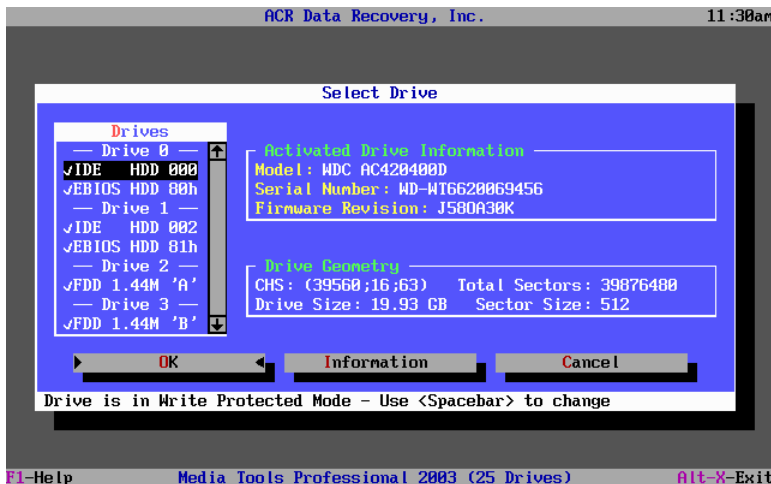 ACR Data Recovery, Inc. 11:30am
Select Drive
Drives
Drive 0
√IDE HDD 000
√EBIOS HDD 80h
Drive 1
√IDE HDD 002
√EBIOS HDD 81h
Drive 2
√FDD 1.44M 'A'
Drive 3
√FDD 1.44M 'B'
Activated Drive Information
Model: WDC AC420400D
Serial Number: WD-WT6620069456
Firmware Revision: J58OA30K
Drive Geometry
CHS: (39560;16;63) Total Sectors: 39876480
Drive Size: 19.93 GB Sector Size: 512
OK Information Cancel
Drive is in Write Protected Mode - Use <Spacebar> to change
F1-Help Media Tools Professional 2003 (25 Drives) Alt-X-Exit